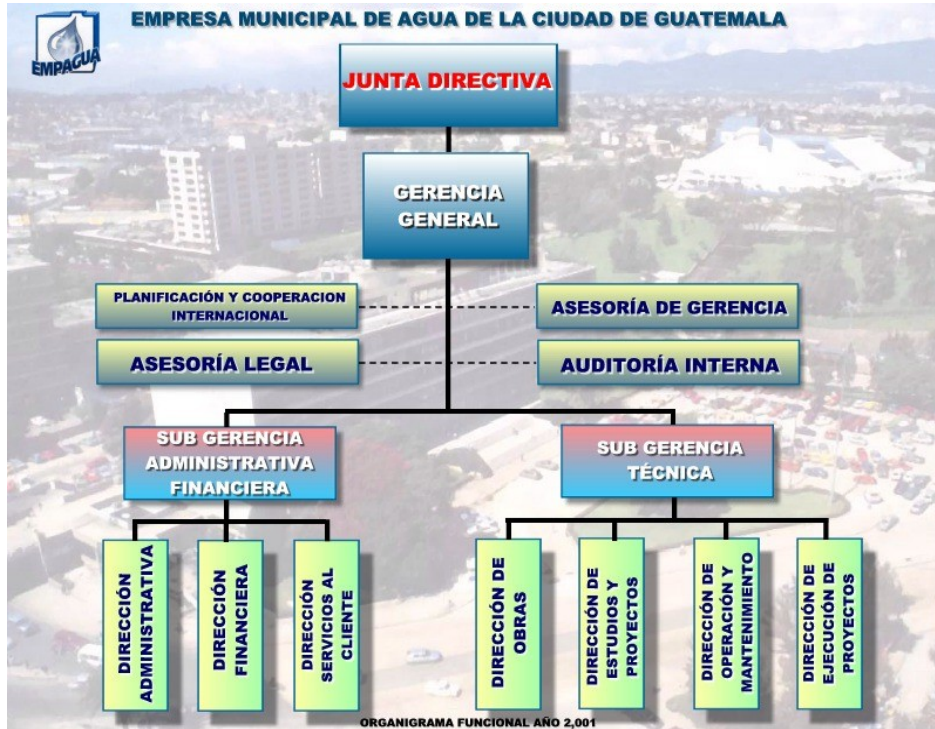 EMPRESA MUNICIPAL DE AGUA DE LA CIUDAD DE GUATEMALA
EMPAGUA
JUNTA DIRECTIVA
GERENCIA
GENERAL
PLANIFICACIÓN Y COOPERACION
INTERNACIONAL
ASESORÍA DE GERENCIA
ASESORÍA LEGAL
AUDITORÍA INTERNA
SUB GERENCIA
ADMINISTRATIVA
FINANCIERA
SUB GERENCIA
TÉCNICA
DIRECCIÓN
ADMINISTRATIVA
DIRECCIÓN
FINANCIERA
DIRECCIÓN
SERVICIOS AL
CLIENTE
DIRECCIÓN DE
OBRAS
DIRECCIÓN DE
ESTUDIOS Y
PROYECTOS
DIRECCIÓN DE
OPERACIÓN Y
MANTENIMIENTO
DIRECCIÓN DE
EJECUCIÓN DE
PROYECTOS
ORGANIGRAMA FUNCIONAL AÑO 2,001